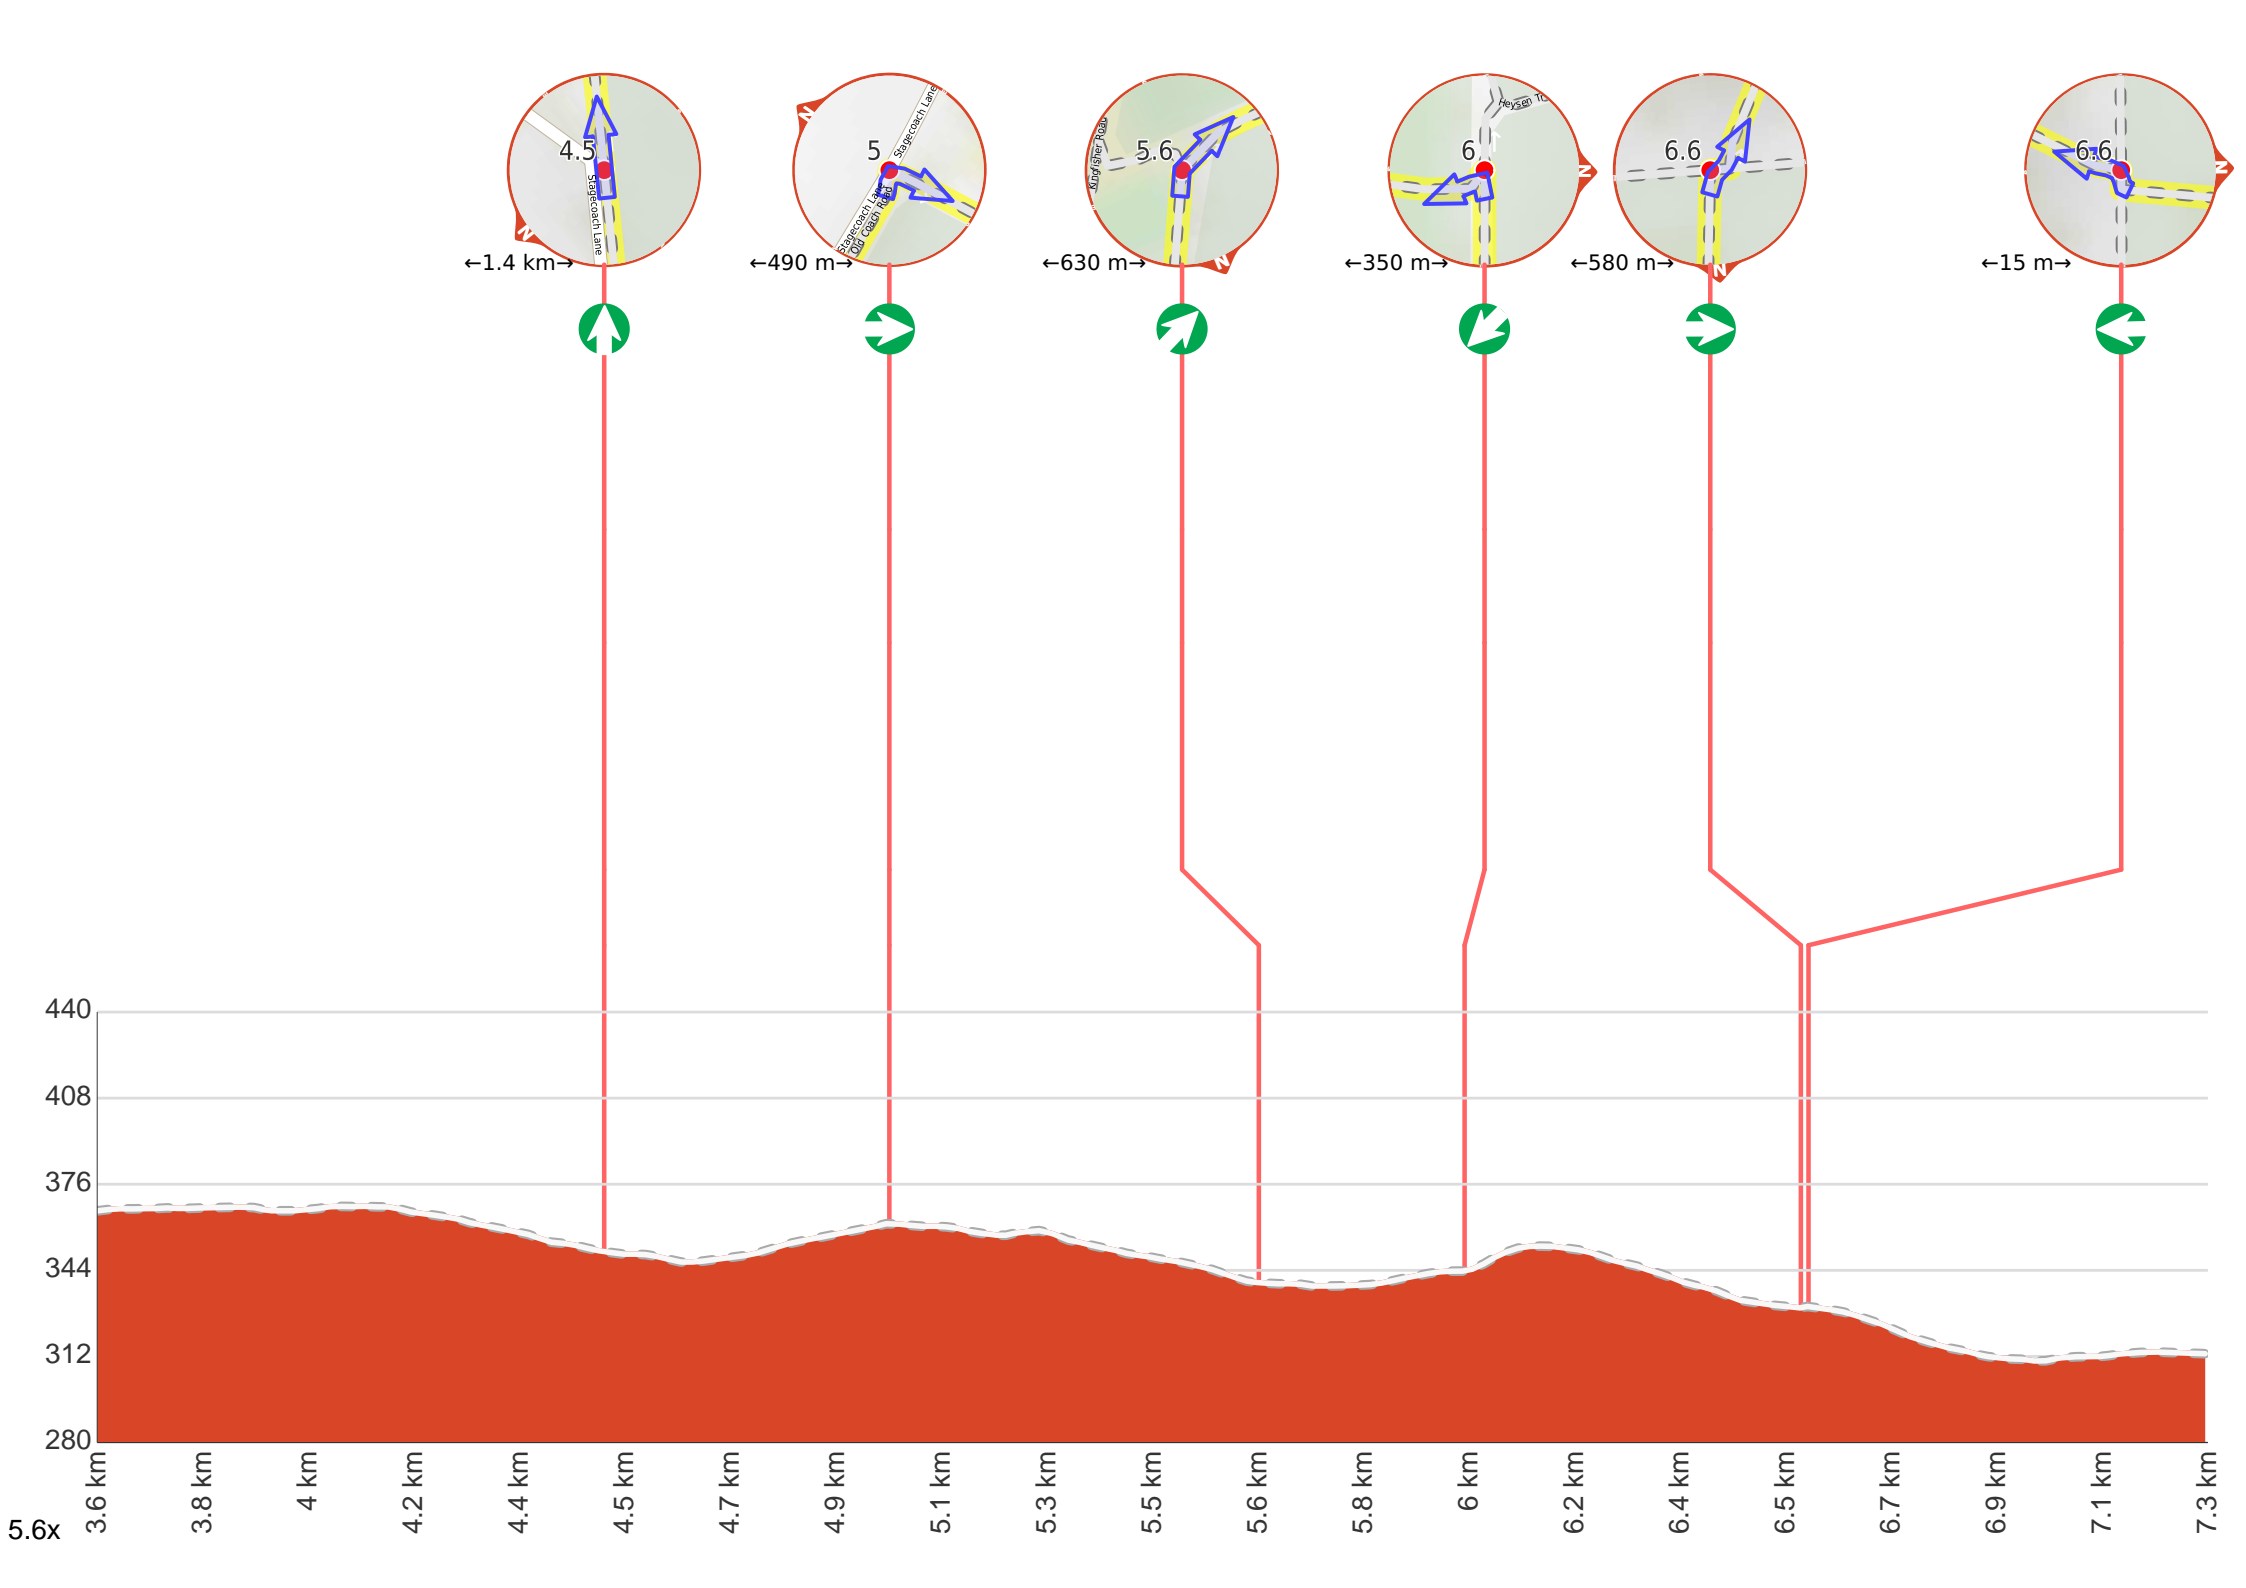 4.5
Stagecoach Lane
N
←1.4 km→
N
5
Stagecoach Lane
Stagecoach Lane
Old Coach Road
←490 m→
5.6
Kingfisher Road
N
←630 m→
6
Heysen Tr
N
←350 m→
6.6
N
←580 m→
6.6
N
←15 m→
440
408
376
344
312
280
3.6 km
3.8 km
4 km
4.2 km
4.4 km
4.5 km
4.7 km
4.9 km
5.1 km
5.3 km
5.5 km
5.6 km
5.8 km
6 km
6.2 km
6.4 km
6.5 km
6.7 km
6.9 km
7.1 km
7.3 km
5.6x